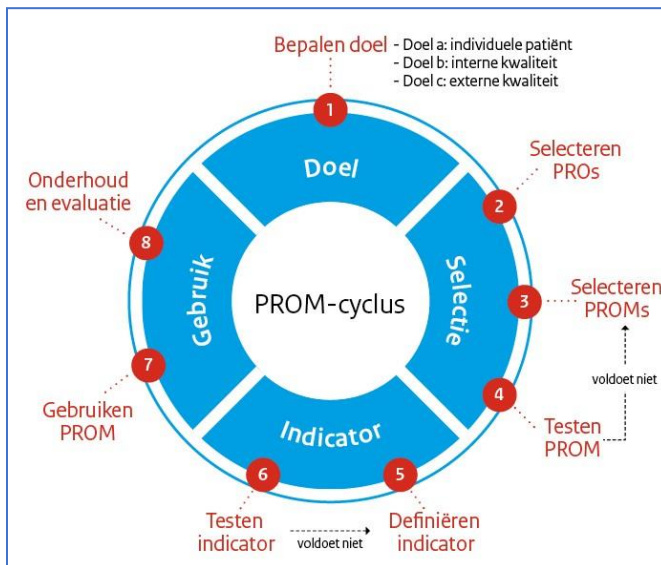 Bepalen doel
- Doel a: individuele patiënt
- Doel b: interne kwaliteit
- Doel c: externe kwaliteit
1
Doel
Selecteren
PROs
2
Selectie
3
Selecteren
PROMs
voldoet niet
4
Testen
PROM
5
Definiëren
indicator
voldoet niet
Indicator
6
Testen
indicator
7
Gebruiken
PROM
Gebruik
8
Onderhoud
en evaluatie
PROM-cyclus